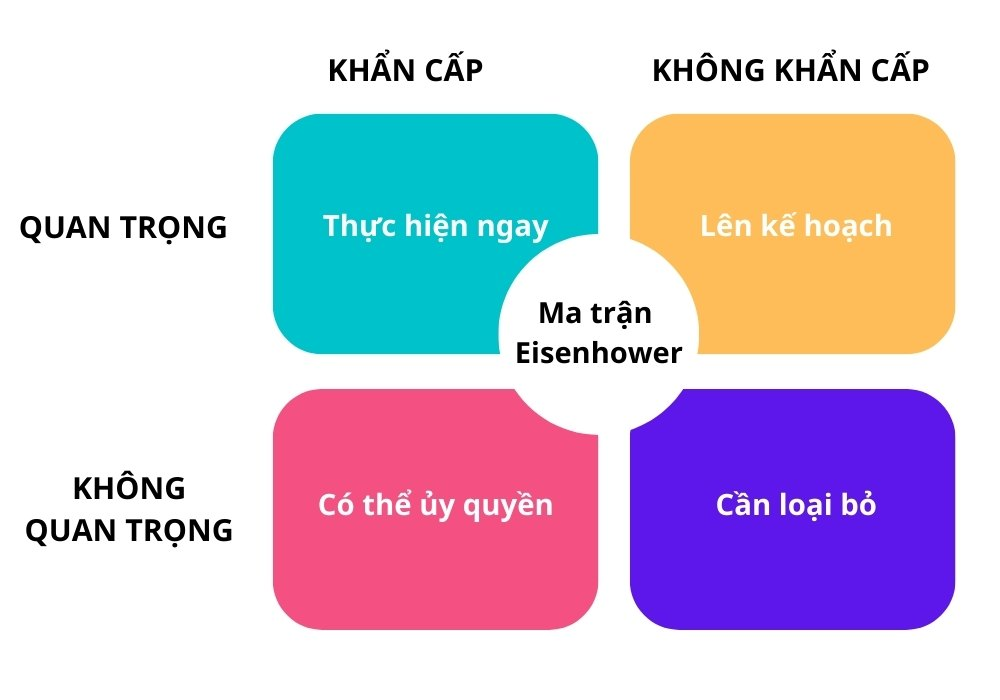 KHẨN CẤP
KHÔNG KHẨN CẤP
QUAN TRỌNG
Thực hiện ngay
Lên kế hoạch
Ma trận
Eisenhower
KHÔNG
QUAN TRỌNG
Có thể ủy quyền
Cần loại bỏ